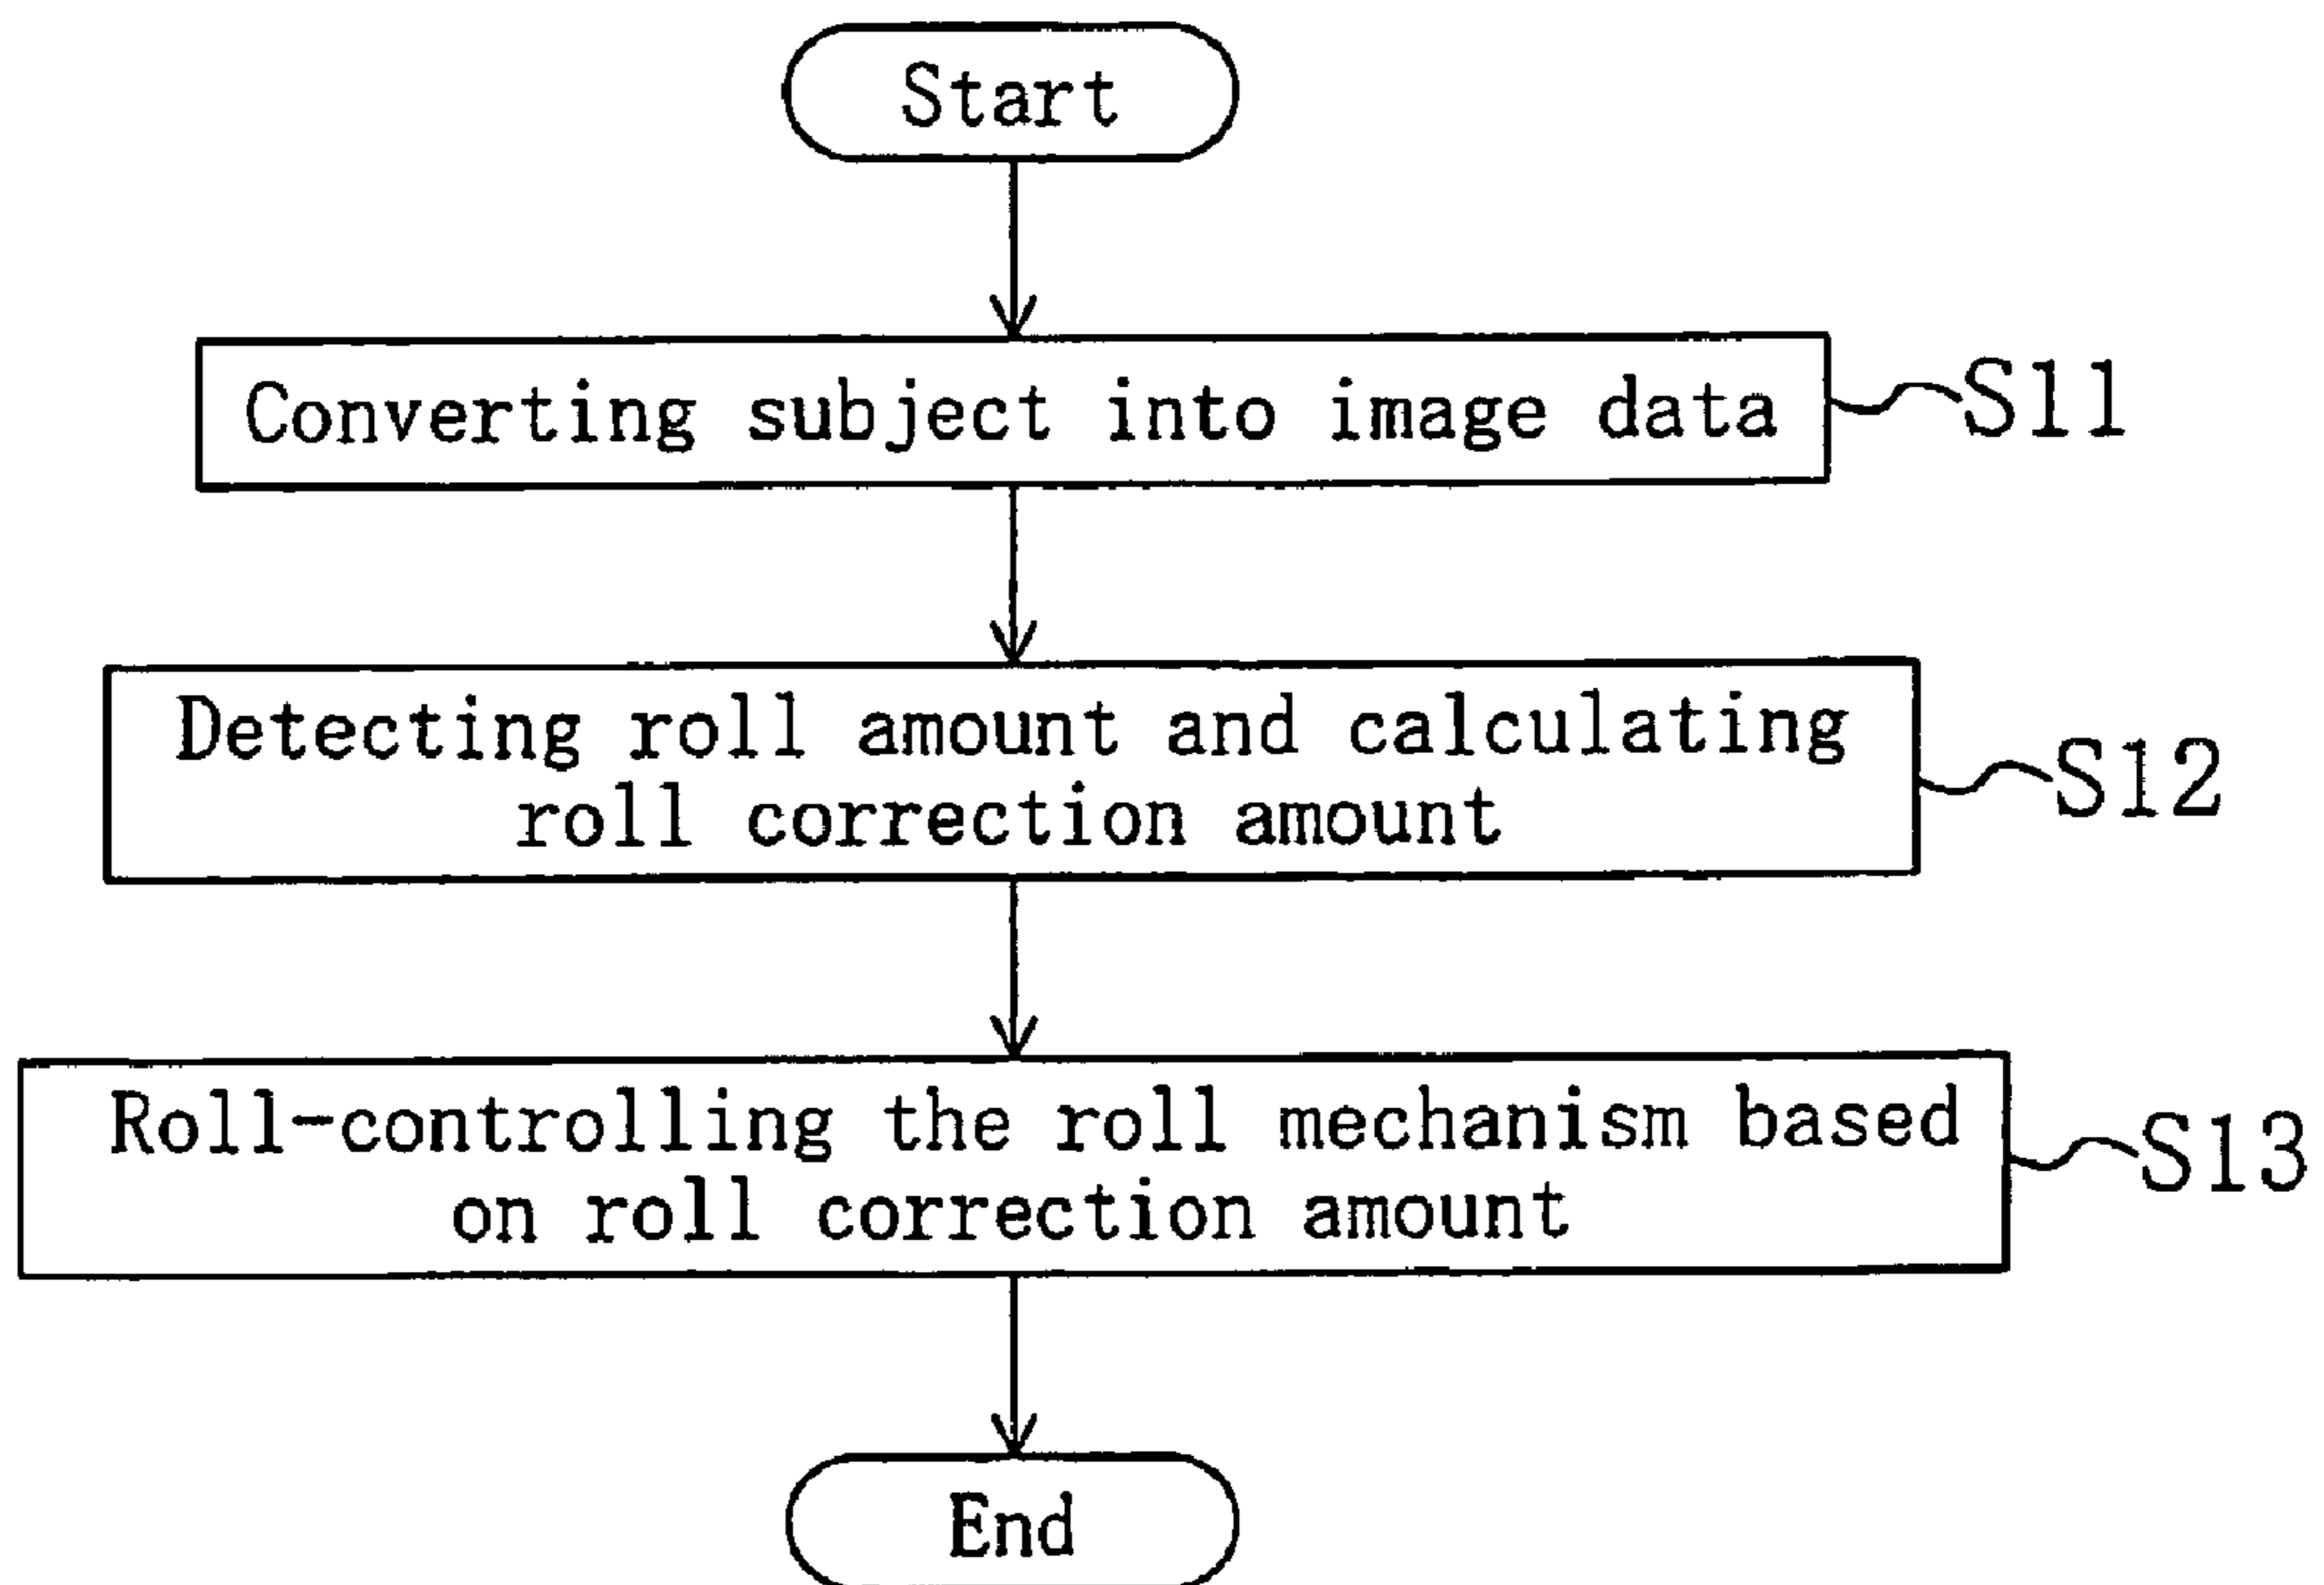 Start
Converting subject into image data
S11
Detecting roll amount and calculating
roll correction amount
S12
Roll-controlling the roll mechanism based
on roll correction amount
S13
End